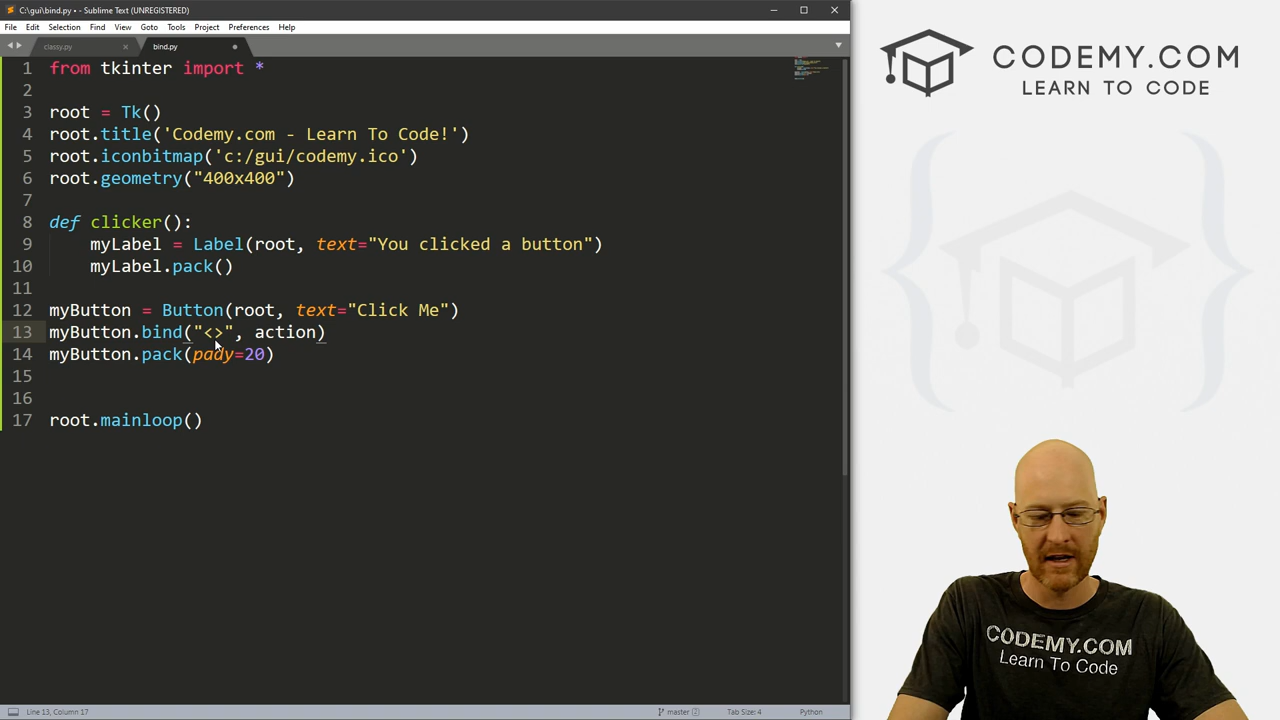 C:\gui\bind.py • - Sublime Text (UNREGISTERED)
File Edit Selection Find View Goto Tools Project Preferences Help
classy.py bind.py
1 from tkinter import *
2
3 root = Tk()
4 root.title('Codemy.com - Learn To Code!')
5 root.iconbitmap('c:/gui/codemy.ico')
6 root.geometry("400x400")
7
8 def clicker():
9 myLabel = Label(root, text="You clicked a button")
10 myLabel.pack()
11
12 myButton = Button(root, text="Click Me")
13 myButton.bind("<>", action)
14 myButton.pack(pady=20)
15
16
17 root.mainloop()
Line 13, Column 17 master 2 Tab Size: 4 Python
CODEMY.COM
LEARN TO CODE
CODEMY.COM
Learn To Code